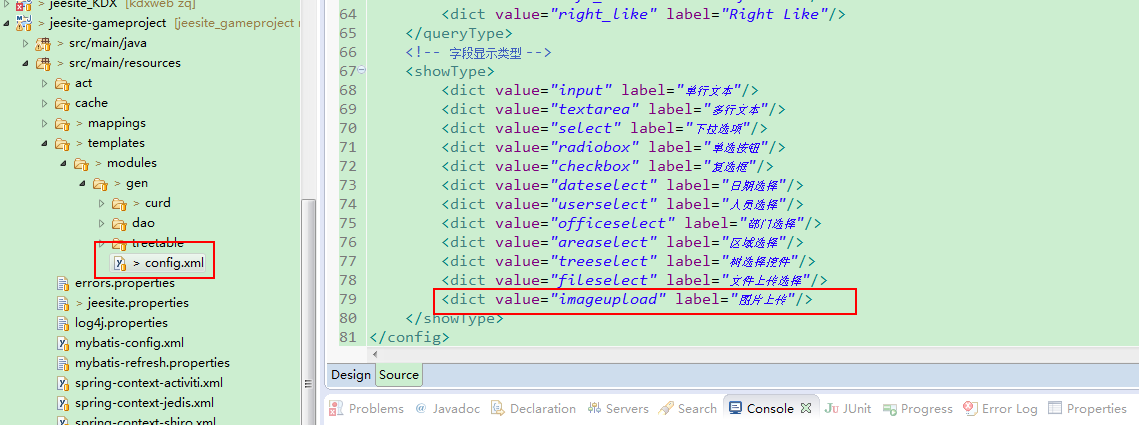 jeesite_KDX [kdxweb zq]
> jeesite-gameproject [jeesite_gameproject
> src/main/java
> src/main/resources
act
cache
> mappings
> templates
> modules
> gen
> curd
dao
treetable
> config.xml
errors.properties
> jeesite.properties
log4j.properties
mybatis-config.xml
mybatis-refresh.properties
spring-context-activiti.xml
spring-context-jedis.xml
spring-context-shiro.xml
64 <dict value="right_like" label="Right Like"/>
65 </queryType>
66 <!-- 字段显示类型 -->
67 <showType>
68 <dict value="input" label="单行文本"/>
69 <dict value="textarea" label="多行文本"/>
70 <dict value="select" label="下拉选项"/>
71 <dict value="radiobox" label="单选按钮"/>
72 <dict value="checkbox" label="复选框"/>
73 <dict value="dateselect" label="日期选择"/>
74 <dict value="userselect" label="人员选择"/>
75 <dict value="officeselect" label="部门选择"/>
76 <dict value="areaselect" label="区域选择"/>
77 <dict value="treeselect" label="树选择控件"/>
78 <dict value="fileselect" label="文件上传选择"/>
79 <dict value="imageupload" label="图片上传"/>
80 </showType>
81 </config>
Design Source
Problems @ Javadoc Declaration Servers Search Console JUnit Progress Error Log Properties